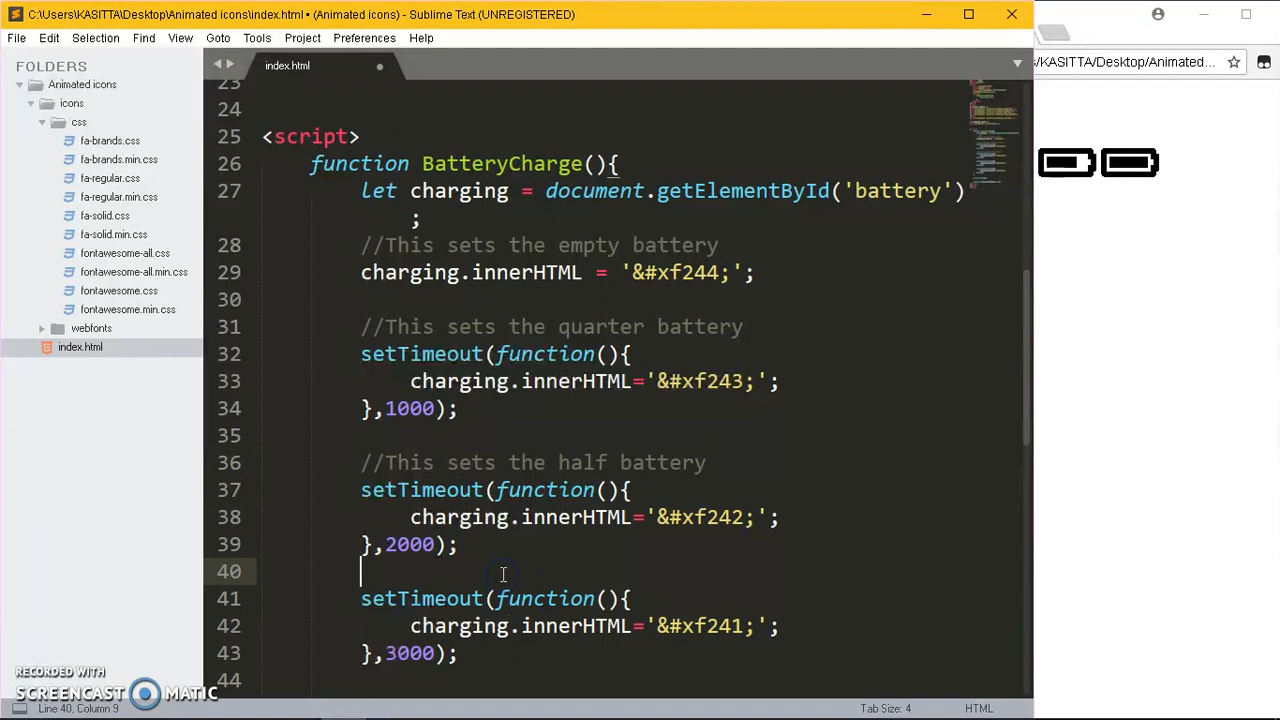 C:\Users\KASITTA\Desktop\Animated icons\index.html • (Animated icons) - Sublime Text (UNREGISTERED)
File Edit Selection Find View Goto Tools Project Preferences Help
FOLDERS
Animated icons
icons
css
fa-brands.css
fa-brands.min.css
fa-regular.css
fa-regular.min.css
fa-solid.css
fa-solid.min.css
fontawesome-all.css
fontawesome-all.min.css
fontawesome.css
fontawesome.min.css
webfonts
index.html
index.html
s/KASITTA/Desktop/Animated...
23
24
25 <script>
26 function BatteryCharge(){
27 let charging = document.getElementById('battery')
;
28 //This sets the empty battery
29 charging.innerHTML = '&#xf244;';
30
31 //This sets the quarter battery
32 setTimeout(function(){
33 charging.innerHTML='&#xf243;';
34 },1000);
35
36 //This sets the half battery
37 setTimeout(function(){
38 charging.innerHTML='&#xf242;';
39 },2000);
40
41 setTimeout(function(){
42 charging.innerHTML='&#xf241;';
43 },3000);
44
RECORDED WITH
SCREENCAST MATIC
Line 40, Column 9
Tab Size: 4
HTML